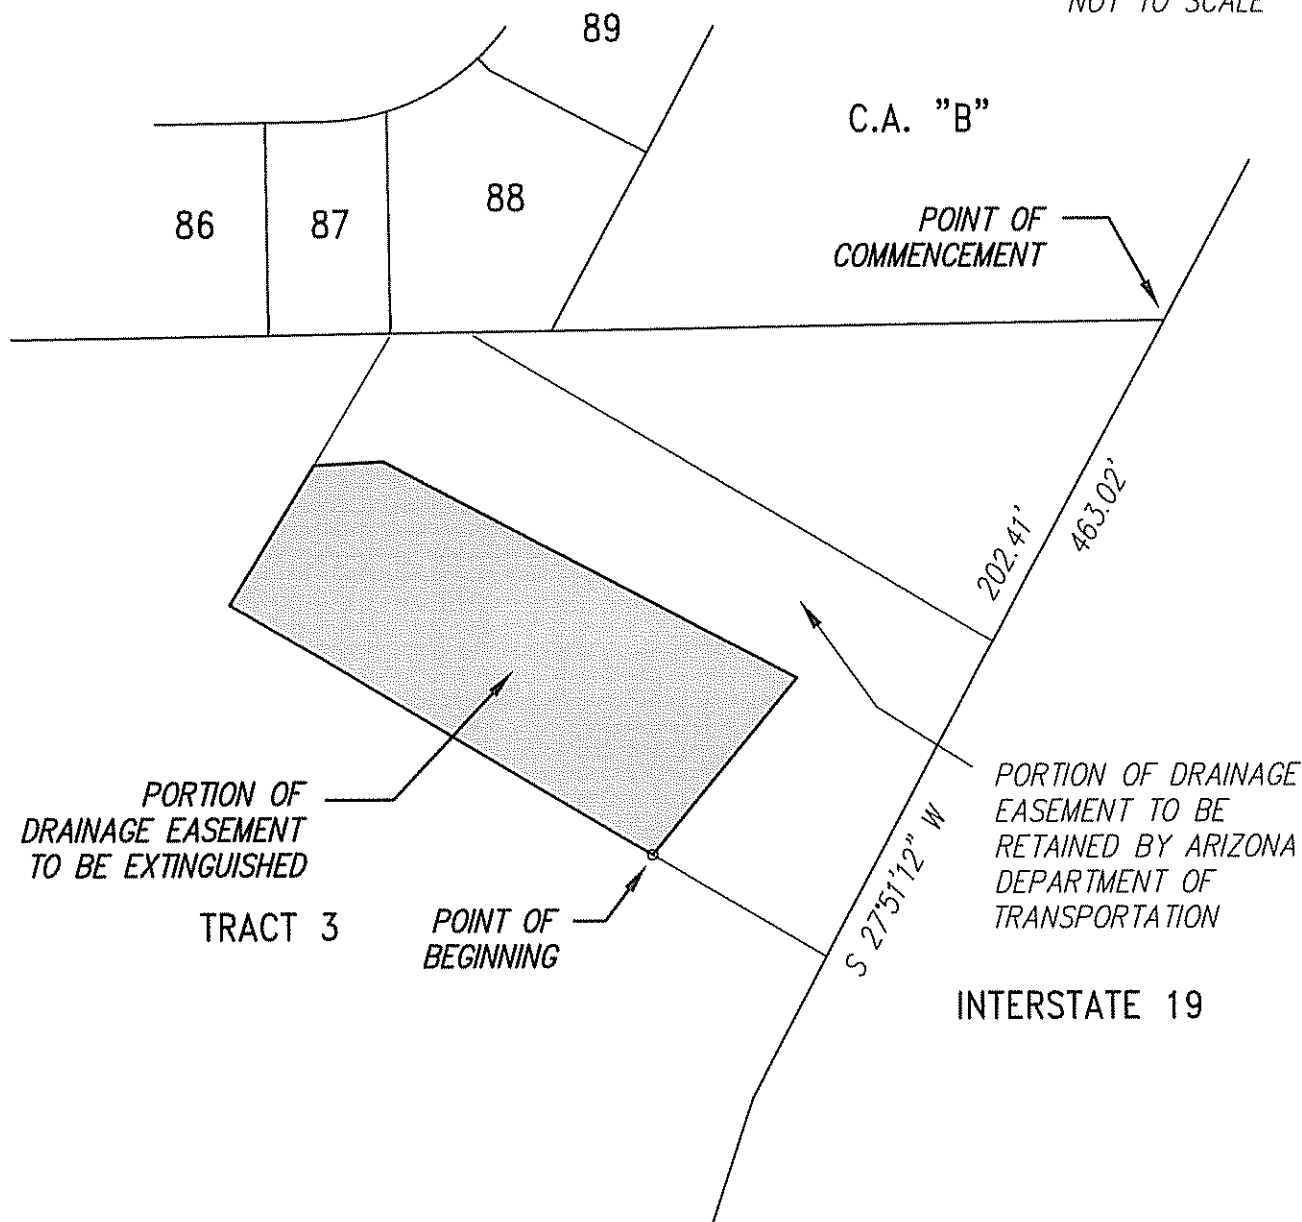 NOT TO SCALE
89
C.A. "B"
86
87
88
POINT OF
COMMENCEMENT
202.41'
463.02'
PORTION OF
DRAINAGE EASEMENT
TO BE EXTINGUISHED
PORTION OF DRAINAGE
EASEMENT TO BE
RETAINED BY ARIZONA
DEPARTMENT OF
TRANSPORTATION
S 27°51'12" W
TRACT 3
POINT OF
BEGINNING
INTERSTATE 19